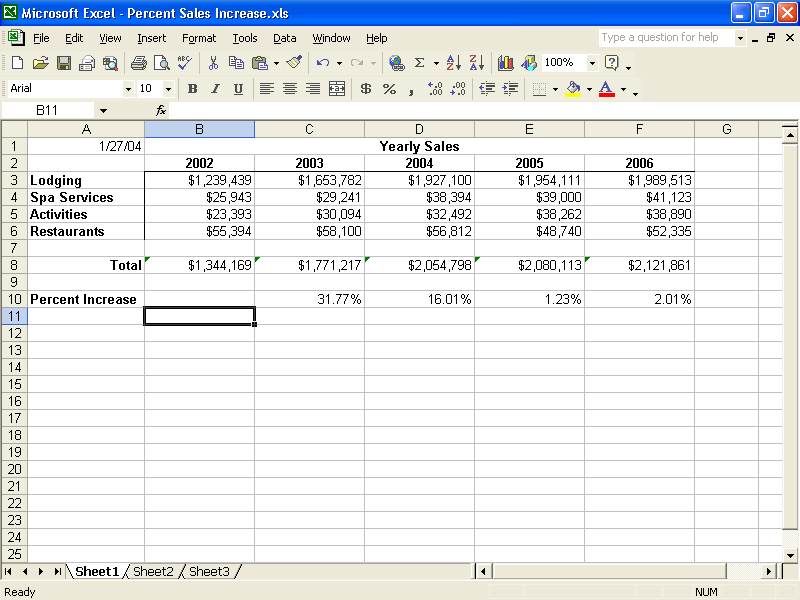 Microsoft Excel - Percent Sales Increase.xls
File Edit View Insert Format Tools Data Window Help Type a question for help
100%
Arial 10 B I U $ % ,
B11 fx
A B C D E F G
1 1/27/04 Yearly Sales
2 2002 2003 2004 2005 2006
3 Lodging $1,239,439 $1,653,782 $1,927,100 $1,954,111 $1,989,513
4 Spa Services $25,943 $29,241 $38,394 $39,000 $41,123
5 Activities $23,393 $30,094 $32,492 $38,262 $38,890
6 Restaurants $55,394 $58,100 $56,812 $48,740 $52,335
7
8 Total $1,344,169 $1,771,217 $2,054,798 $2,080,113 $2,121,861
9
10 Percent Increase 31.77% 16.01% 1.23% 2.01%
11
12
13
14
15
16
17
18
19
20
21
22
23
24
25
Sheet1 Sheet2 Sheet3
Ready NUM